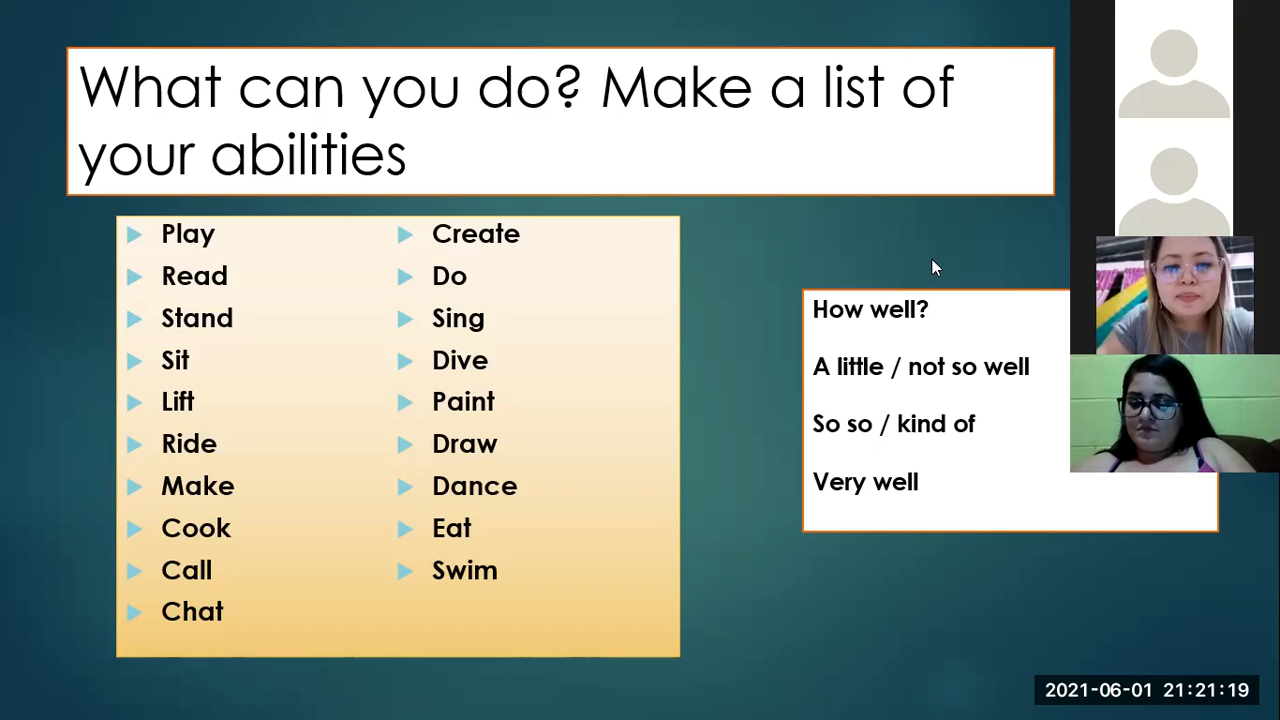 What can you do? Make a list of
your abilities
Play
Read
Stand
Sit
Lift
Ride
Make
Cook
Call
Chat
Create
Do
Sing
Dive
Paint
Draw
Dance
Eat
Swim
How well?
A little / not so well
So so / kind of
Very well
2021-06-01 21:21:19